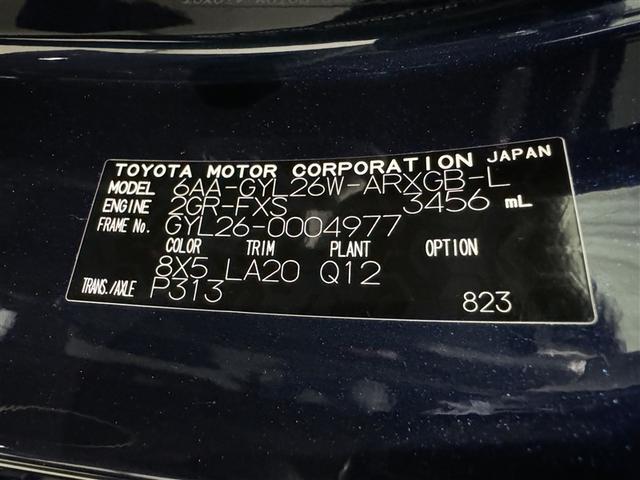 TOYOTA MOTOR CORPORATION JAPAN
MODEL 6AA-GYL26W-ARXGB-L
ENGINE 2GR-FXS 3456 mL
FRAME No. GYL26-0004977
COLOR TRIM PLANT OPTION
8X5 LA20 Q12
TRANS./AXLE P313
823